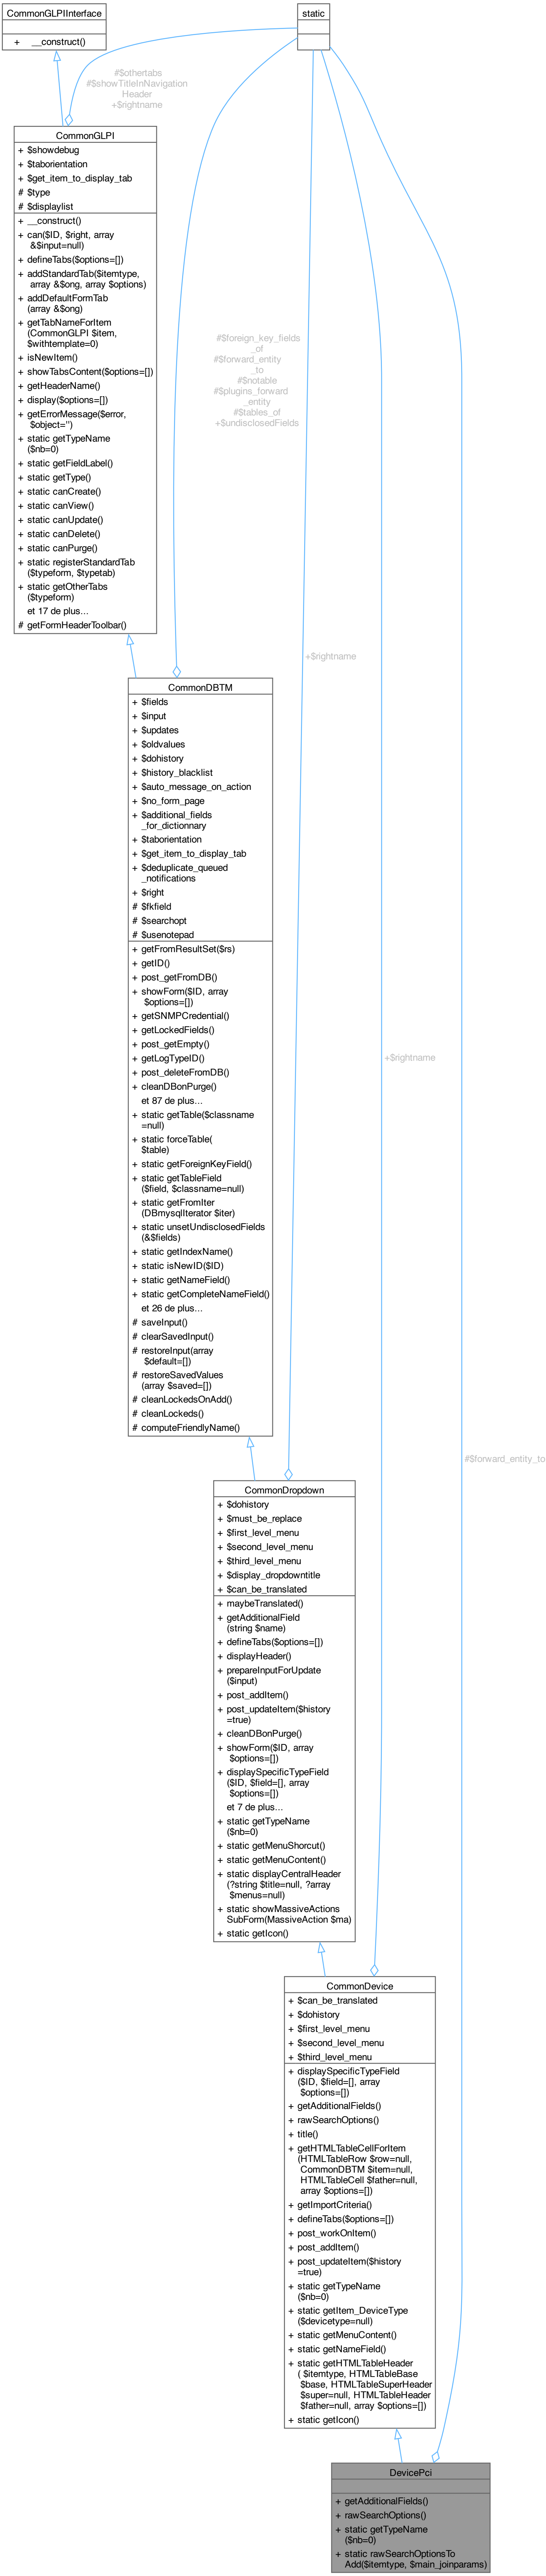 CommonGLPIInterface
+ __construct()
static
#$othertabs
#$showTitleInNavigation
Header
+$rightname
CommonGLPI
+ $showdebug
+ $taborientation
+ $get_item_to_display_tab
# $type
# $displaylist
+ __construct()
+ can($ID, $right, array
&$input=null)
+ defineTabs($options=[])
+ addStandardTab($itemtype,
array &$ong, array $options)
+ addDefaultFormTab
(array &$ong)
+ getTabNameForItem
(CommonGLPI $item,
$withtemplate=0)
+ isNewItem()
+ showTabsContent($options=[])
+ getHeaderName()
+ display($options=[])
+ getErrorMessage($error,
$object='')
+ static getTypeName
($nb=0)
+ static getFieldLabel()
+ static getType()
+ static canCreate()
+ static canView()
+ static canUpdate()
+ static canDelete()
+ static canPurge()
+ static registerStandardTab
($typeform, $typetab)
+ static getOtherTabs
($typeform)
et 17 de plus...
# getFormHeaderToolbar()
#$foreign_key_fields
_of
#$forward_entity
_to
#$notable
#$plugins_forward
_entity
#$tables_of
+$undisclosedFields
+$rightname
CommonDBTM
+ $fields
+ $input
+ $updates
+ $oldvalues
+ $dohistory
+ $history_blacklist
+ $auto_message_on_action
+ $no_form_page
+ $additional_fields
_for_dictionnary
+ $taborientation
+ $get_item_to_display_tab
+ $deduplicate_queued
_notifications
+ $right
# $fkfield
# $searchopt
# $usenotepad
+ getFromResultSet($rs)
+ getID()
+ post_getFromDB()
+ showForm($ID, array
$options=[])
+ getSNMPCredential()
+ getLockedFields()
+ post_getEmpty()
+ getLogTypeID()
+ post_deleteFromDB()
+ cleanDBonPurge()
et 87 de plus...
+ static getTable($classname
=null)
+ static forceTable(
$table)
+ static getForeignKeyField()
+ static getTableField
($field, $classname=null)
+ static getFromIter
(DBmysqlIterator $iter)
+ static unsetUndisclosedFields
(&$fields)
+ static getIndexName()
+ static isNewID($ID)
+ static getNameField()
+ static getCompleteNameField()
et 26 de plus...
# saveInput()
# clearSavedInput()
# restoreInput(array
$default=[])
# restoreSavedValues
(array $saved=[])
# cleanLockedsOnAdd()
# cleanLockeds()
# computeFriendlyName()
+$rightname
#$forward_entity_to
CommonDropdown
+ $dohistory
+ $must_be_replace
+ $first_level_menu
+ $second_level_menu
+ $third_level_menu
+ $display_dropdowntitle
+ $can_be_translated
+ maybeTranslated()
+ getAdditionalField
(string $name)
+ defineTabs($options=[])
+ displayHeader()
+ prepareInputForUpdate
($input)
+ post_addItem()
+ post_updateItem($history
=true)
+ cleanDBonPurge()
+ showForm($ID, array
$options=[])
+ displaySpecificTypeField
($ID, $field=[], array
$options=[])
et 7 de plus...
+ static getTypeName
($nb=0)
+ static getMenuShorcut()
+ static getMenuContent()
+ static displayCentralHeader
(?string $title=null, ?array
$menus=null)
+ static showMassiveActions
SubForm(MassiveAction $ma)
+ static getIcon()
CommonDevice
+ $can_be_translated
+ $dohistory
+ $first_level_menu
+ $second_level_menu
+ $third_level_menu
+ displaySpecificTypeField
($ID, $field=[], array
$options=[])
+ getAdditionalFields()
+ rawSearchOptions()
+ title()
+ getHTMLTableCellForItem
(HTMLTableRow $row=null,
CommonDBTM $item=null,
HTMLTableCell $father=null,
array $options=[])
+ getImportCriteria()
+ defineTabs($options=[])
+ post_workOnItem()
+ post_addItem()
+ post_updateItem($history
=true)
+ static getTypeName
($nb=0)
+ static getItem_DeviceType
($devicetype=null)
+ static getMenuContent()
+ static getNameField()
+ static getHTMLTableHeader
( $itemtype, HTMLTableBase
$base, HTMLTableSuperHeader
$super=null, HTMLTableHeader
$father=null, array $options=[])
+ static getIcon()
DevicePci
+ getAdditionalFields()
+ rawSearchOptions()
+ static getTypeName
($nb=0)
+ static rawSearchOptionsTo
Add($itemtype, $main_joinparams)